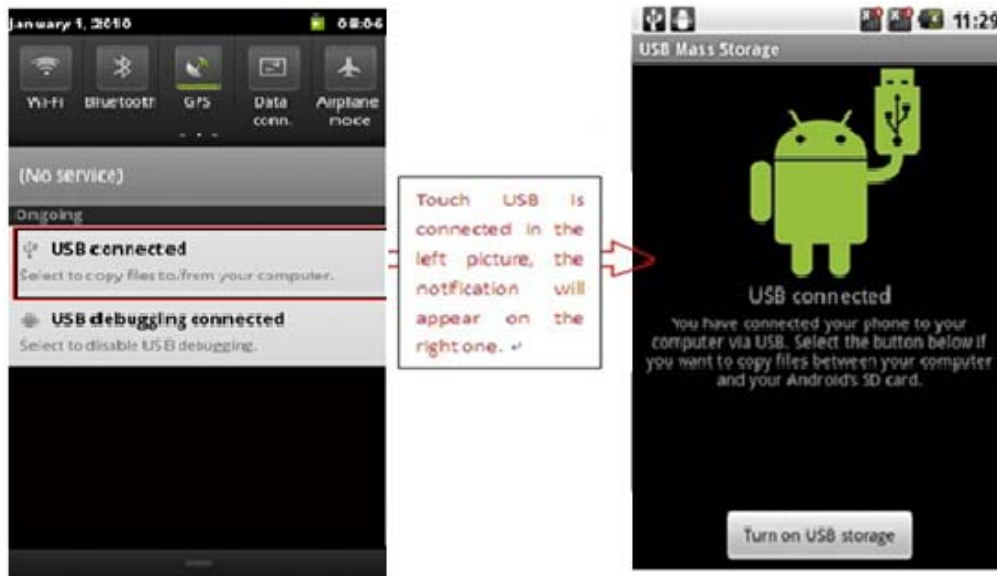 January 1, 2010 08:06
Wi-Fi Bluetooth GPS Data conn. Airplane mode
(No service)
Ongoing
USB connected
Select to copy files to/from your computer.
USB debugging connected
Select to disable USB debugging.
Touch USB is
connected in the
left picture, the
notification will
appear on the
right one.
11:29
USB Mass Storage
USB connected
You have connected your phone to your
computer via USB. Select the button below if
you want to copy files between your computer
and your Android's SD card.
Turn on USB storage